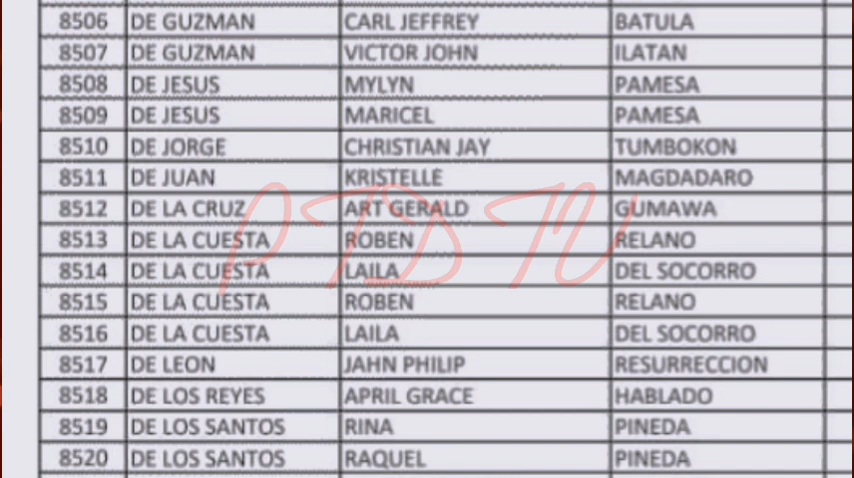 8506 DE GUZMAN CARL JEFFREY BATULA
8507 DE GUZMAN VICTOR JOHN ILATAN
8508 DE JESUS MYLYN PAMESA
8509 DE JESUS MARICEL PAMESA
8510 DE JORGE CHRISTIAN JAY TUMBOKON
8511 DE JUAN KRISTELLE MAGDADARO
8512 DE LA CRUZ ART GERALD GUMAWA
8513 DE LA CUESTA ROBEN RELANO
8514 DE LA CUESTA LAILA DEL SOCORRO
8515 DE LA CUESTA ROBEN RELANO
8516 DE LA CUESTA LAILA DEL SOCORRO
8517 DE LEON JAHN PHILIP RESURRECCION
8518 DE LOS REYES APRIL GRACE HABLADO
8519 DE LOS SANTOS RINA PINEDA
8520 DE LOS SANTOS RAQUEL PINEDA
PTD TV